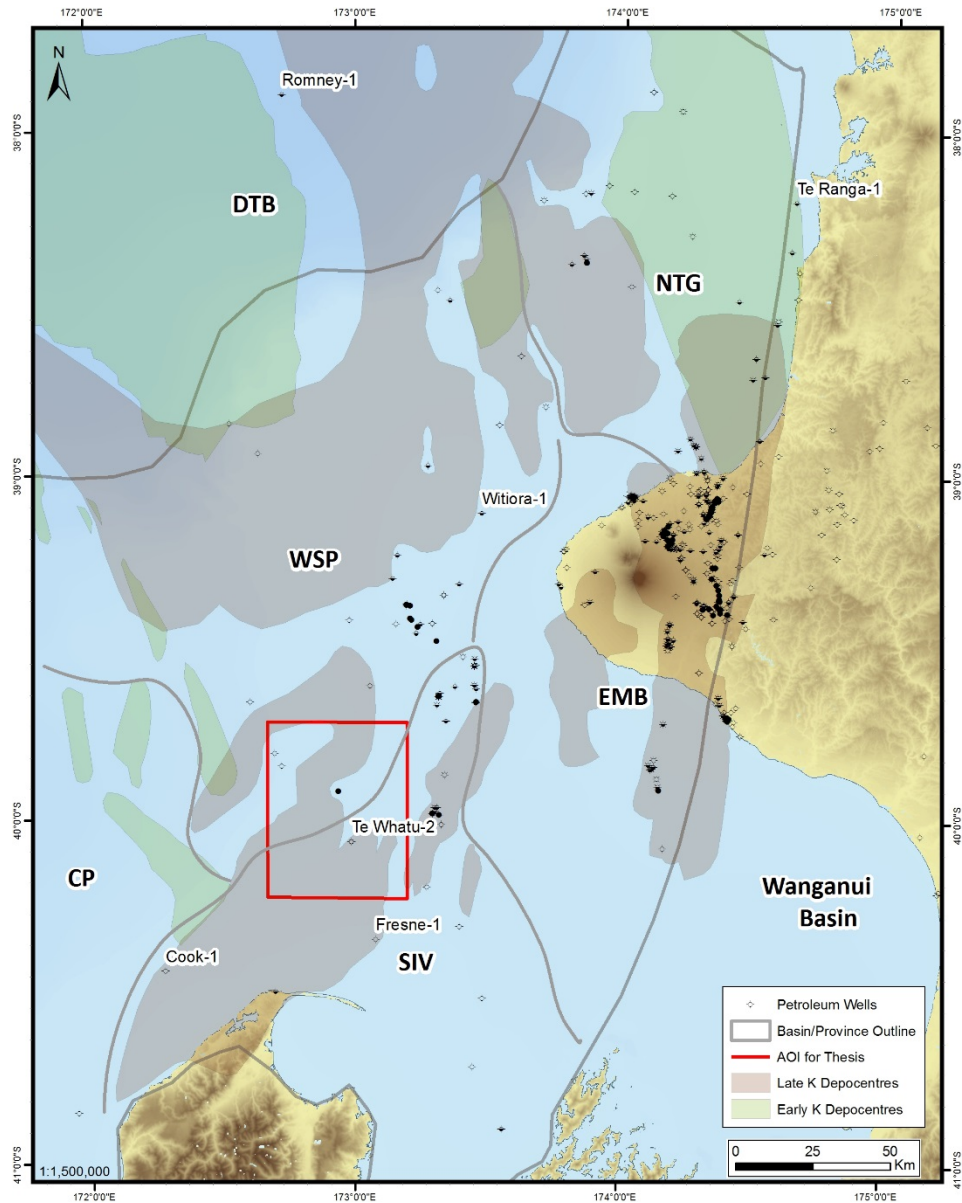 172°0'0"E
173°0'0"E
174°0'0"E
175°0'0"E
N
Romney-1
38°0'0"S
38°0'0"S
Te Ranga-1
DTB
NTG
39°0'0"S
39°0'0"S
Witiora-1
WSP
EMB
40°0'0"S
40°0'0"S
Te Whatu-2
CP
Wanganui
Basin
Fresne-1
Cook-1
SIV
Petroleum Wells
Basin/Province Outline
AOI for Thesis
Late K Depocentres
Early K Depocentres
0 25 50
Km
1:1,500,000
41°0'0"S
41°0'0"S
172°0'0"E
173°0'0"E
174°0'0"E
175°0'0"E